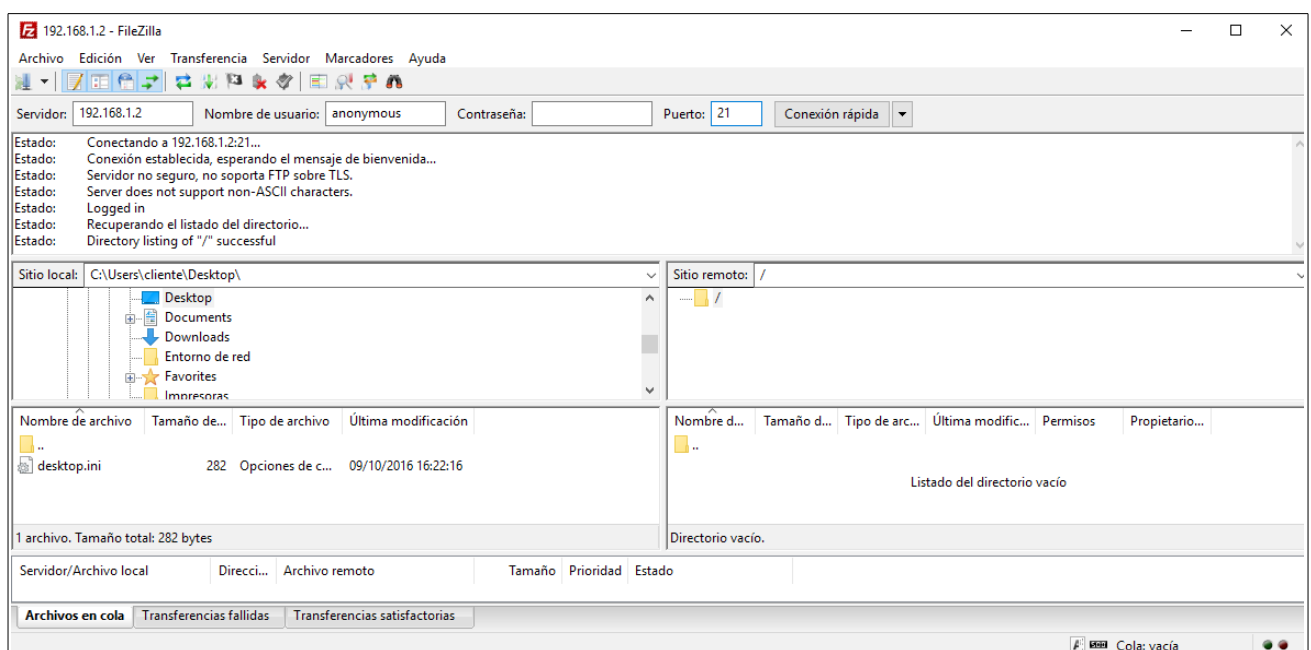 192.168.1.2 - FileZilla
Archivo Edición Ver Transferencia Servidor Marcadores Ayuda
Servidor: 192.168.1.2 Nombre de usuario: anonymous Contraseña: Puerto: 21 Conexión rápida
Estado: Conectando a 192.168.1.2:21...
Estado: Conexión establecida, esperando el mensaje de bienvenida...
Estado: Servidor no seguro, no soporta FTP sobre TLS.
Estado: Server does not support non-ASCII characters.
Estado: Logged in
Estado: Recuperando el listado del directorio...
Estado: Directory listing of "/" successful
Sitio local: C:\Users\cliente\Desktop\
Desktop
Documents
Downloads
Entorno de red
Favorites
Impresoras
Sitio remoto: /
/
Nombre de archivo Tamaño de... Tipo de archivo Última modificación
..
desktop.ini 282 Opciones de c... 09/10/2016 16:22:16
1 archivo. Tamaño total: 282 bytes
Nombre d... Tamaño d... Tipo de arc... Última modific... Permisos Propietario...
..
Listado del directorio vacío
Directorio vacío.
Servidor/Archivo local Direcci... Archivo remoto Tamaño Prioridad Estado
Archivos en cola Transferencias fallidas Transferencias satisfactorias
Cola: vacía